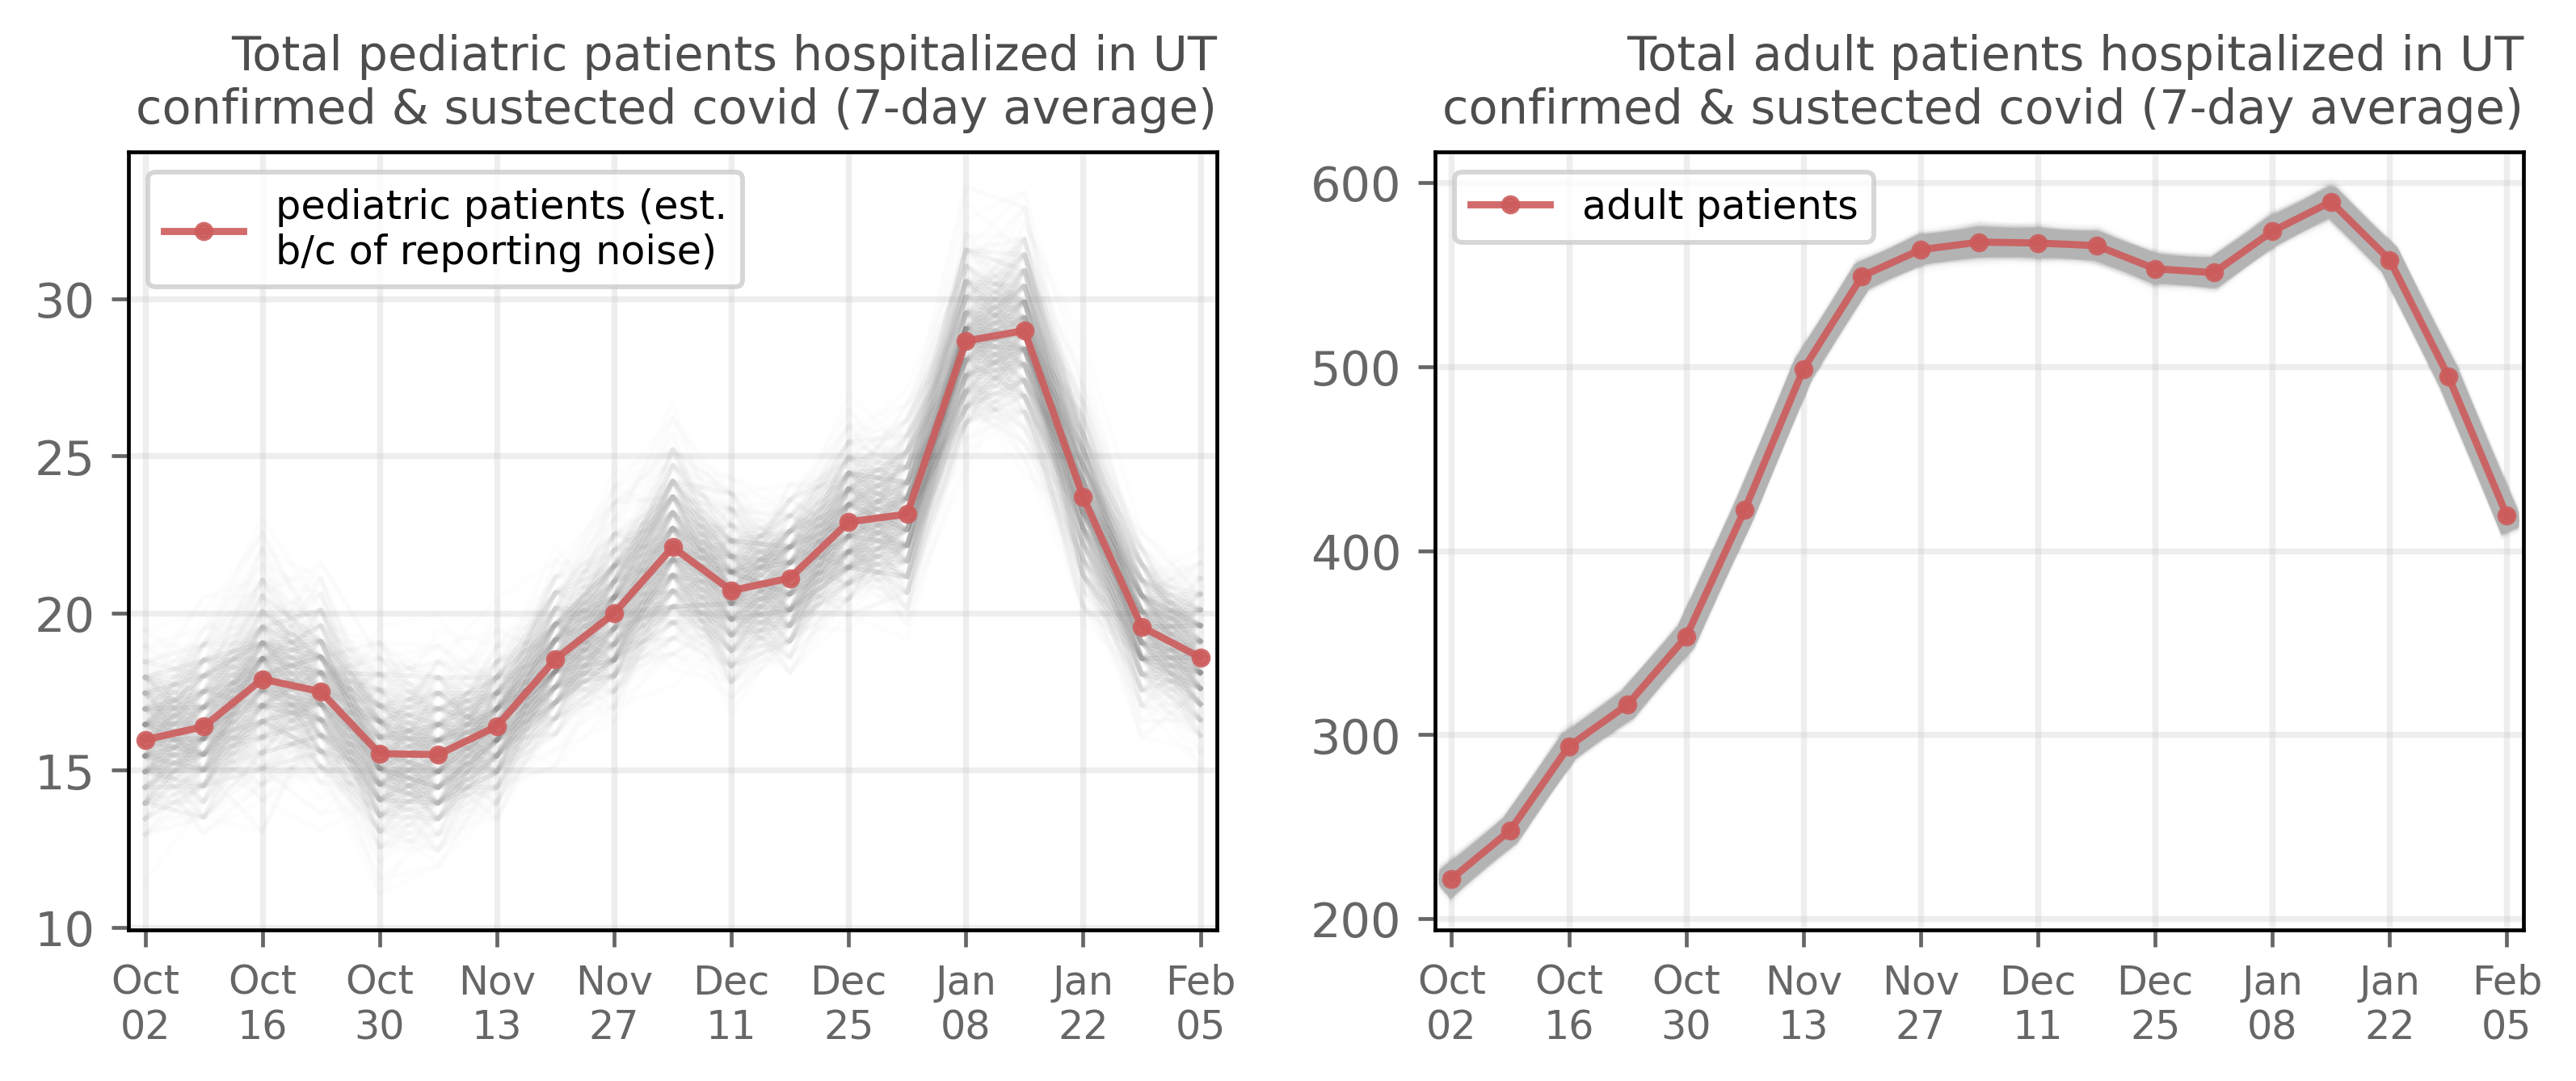 Total pediatric patients hospitalized in UT
confirmed & sustected covid (7-day average)
pediatric patients (est.
b/c of reporting noise)
30
25
20
15
10
Oct Oct Oct Nov Nov Dec Dec Jan Jan Feb
02 16 30 13 27 11 25 08 22 05
Total adult patients hospitalized in UT
confirmed & sustected covid (7-day average)
adult patients
600
500
400
300
200
Oct Oct Oct Nov Nov Dec Dec Jan Jan Feb
02 16 30 13 27 11 25 08 22 05